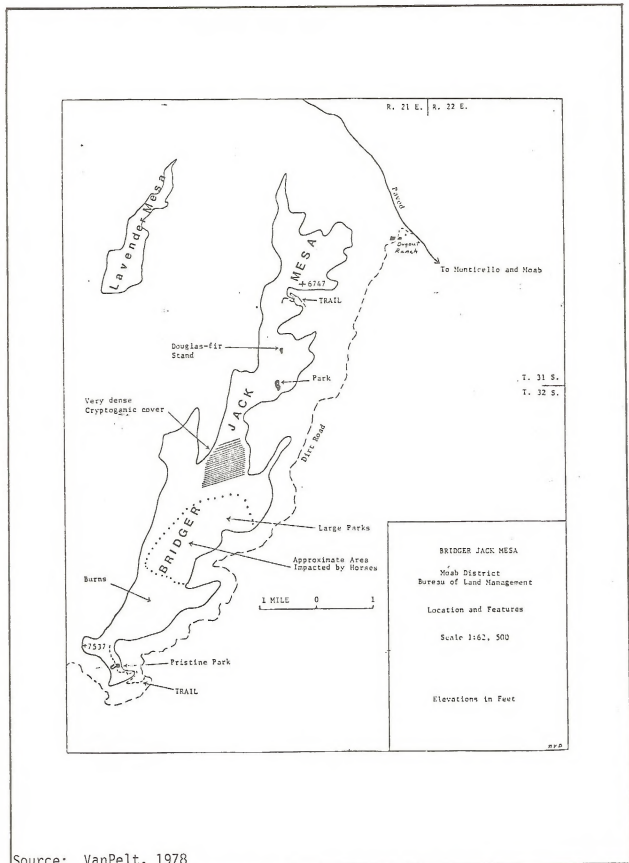 R. 21 E. R. 22 E.
Lavender Mesa
MESA
Paved
Dugout
Ranch
To Monticello and Moab
+6747
TRAIL
Douglas-fir
Stand
Park
T. 31 S.
T. 32 S.
JACK
Very dense
Cryptogamic cover
Dirt Road
BRIDGER
Large Parks
Approximate Area
Impacted by Horses
Burns
1 MILE 0 1
+7537
Pristine Park
TRAIL
BRIDGER JACK MESA
Moab District
Bureau of Land Management
Location and Features
Scale 1:62, 500
Elevations in Feet
Source: VanPelt, 1978